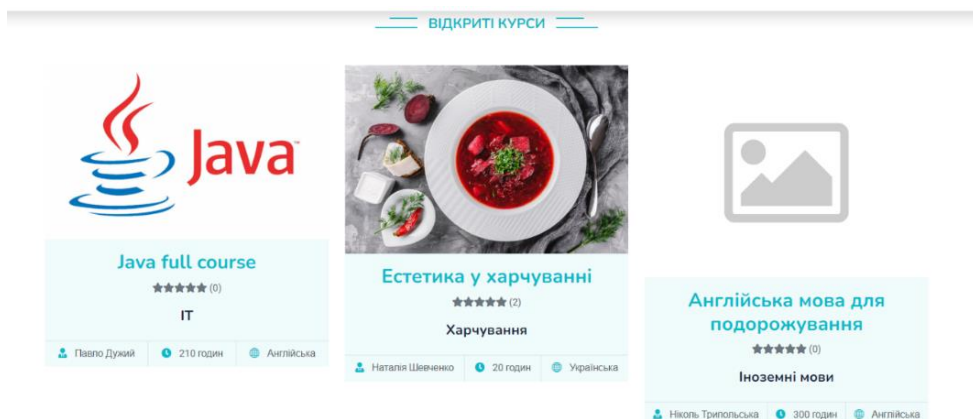 ВІДКРИТІ КУРСИ
Java
Java full course
(0)
IT
Павло Дужий 210 годин Англійська
Естетика у харчуванні
(2)
Харчування
Наталія Шевченко 20 годин Українська
Англійська мова для
подорожування
(0)
Іноземні мови
Ніколь Трипольська 300 годин Англійська